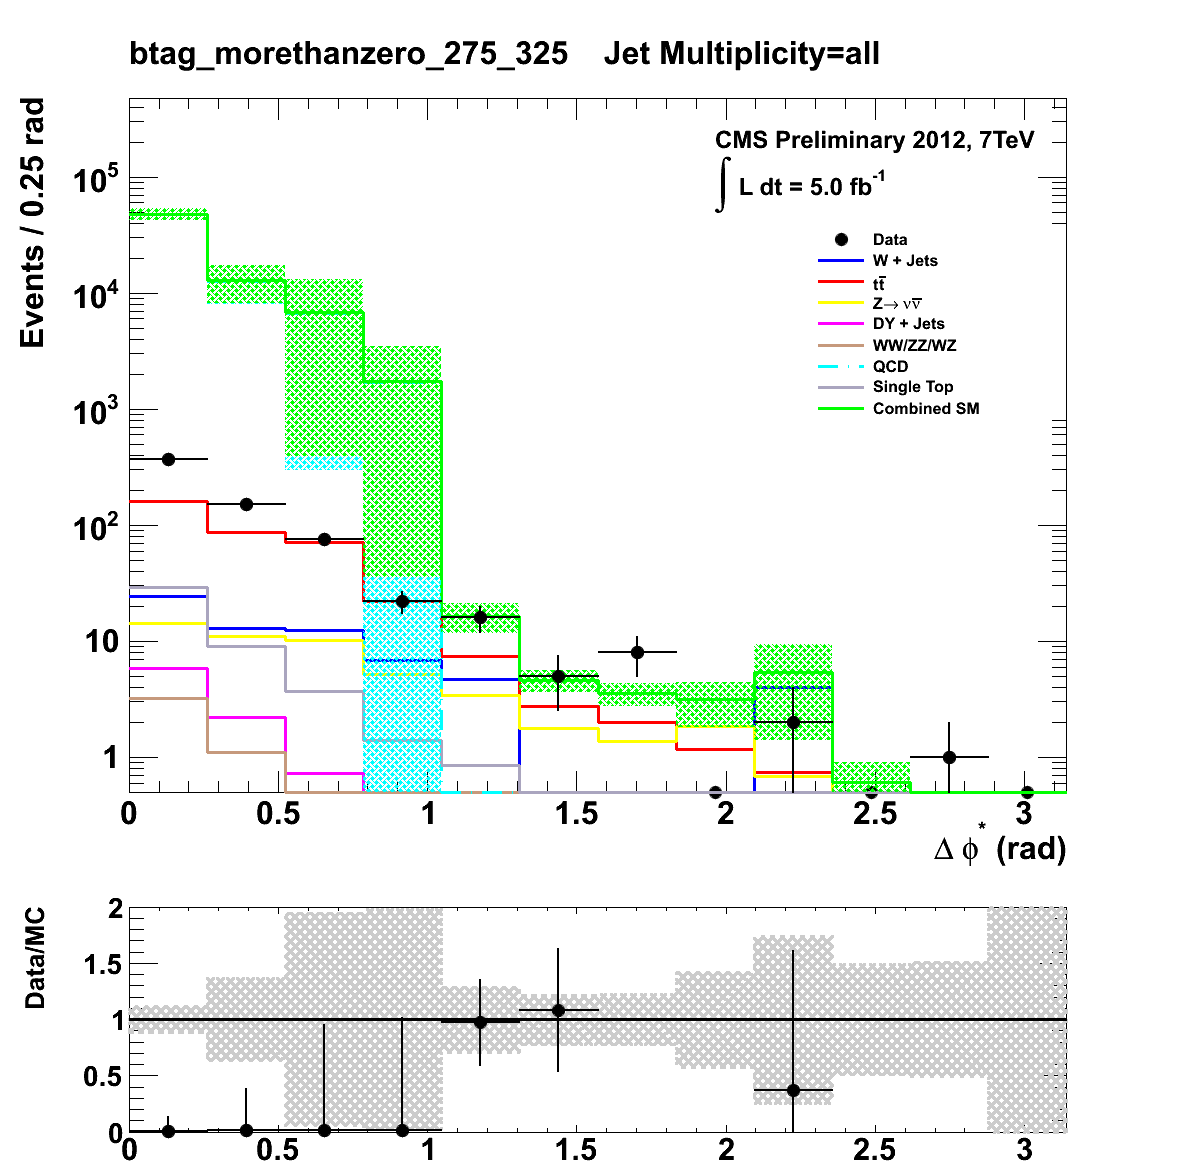 btag_morethanzero_275_325 Jet Multiplicity=all
Events / 0.25 rad
CMS Preliminary 2012, 7TeV
∫ L dt = 5.0 fb⁻¹
Data
W + Jets
tt̅
Z→ νν̅
DY + Jets
WW/ZZ/WZ
QCD
Single Top
Combined SM
10⁵
10⁴
10³
10²
10
1
0 0.5 1 1.5 2 2.5 3
Δ ϕ* (rad)
Data/MC
2
1.5
1
0.5
0
0 0.5 1 1.5 2 2.5 3